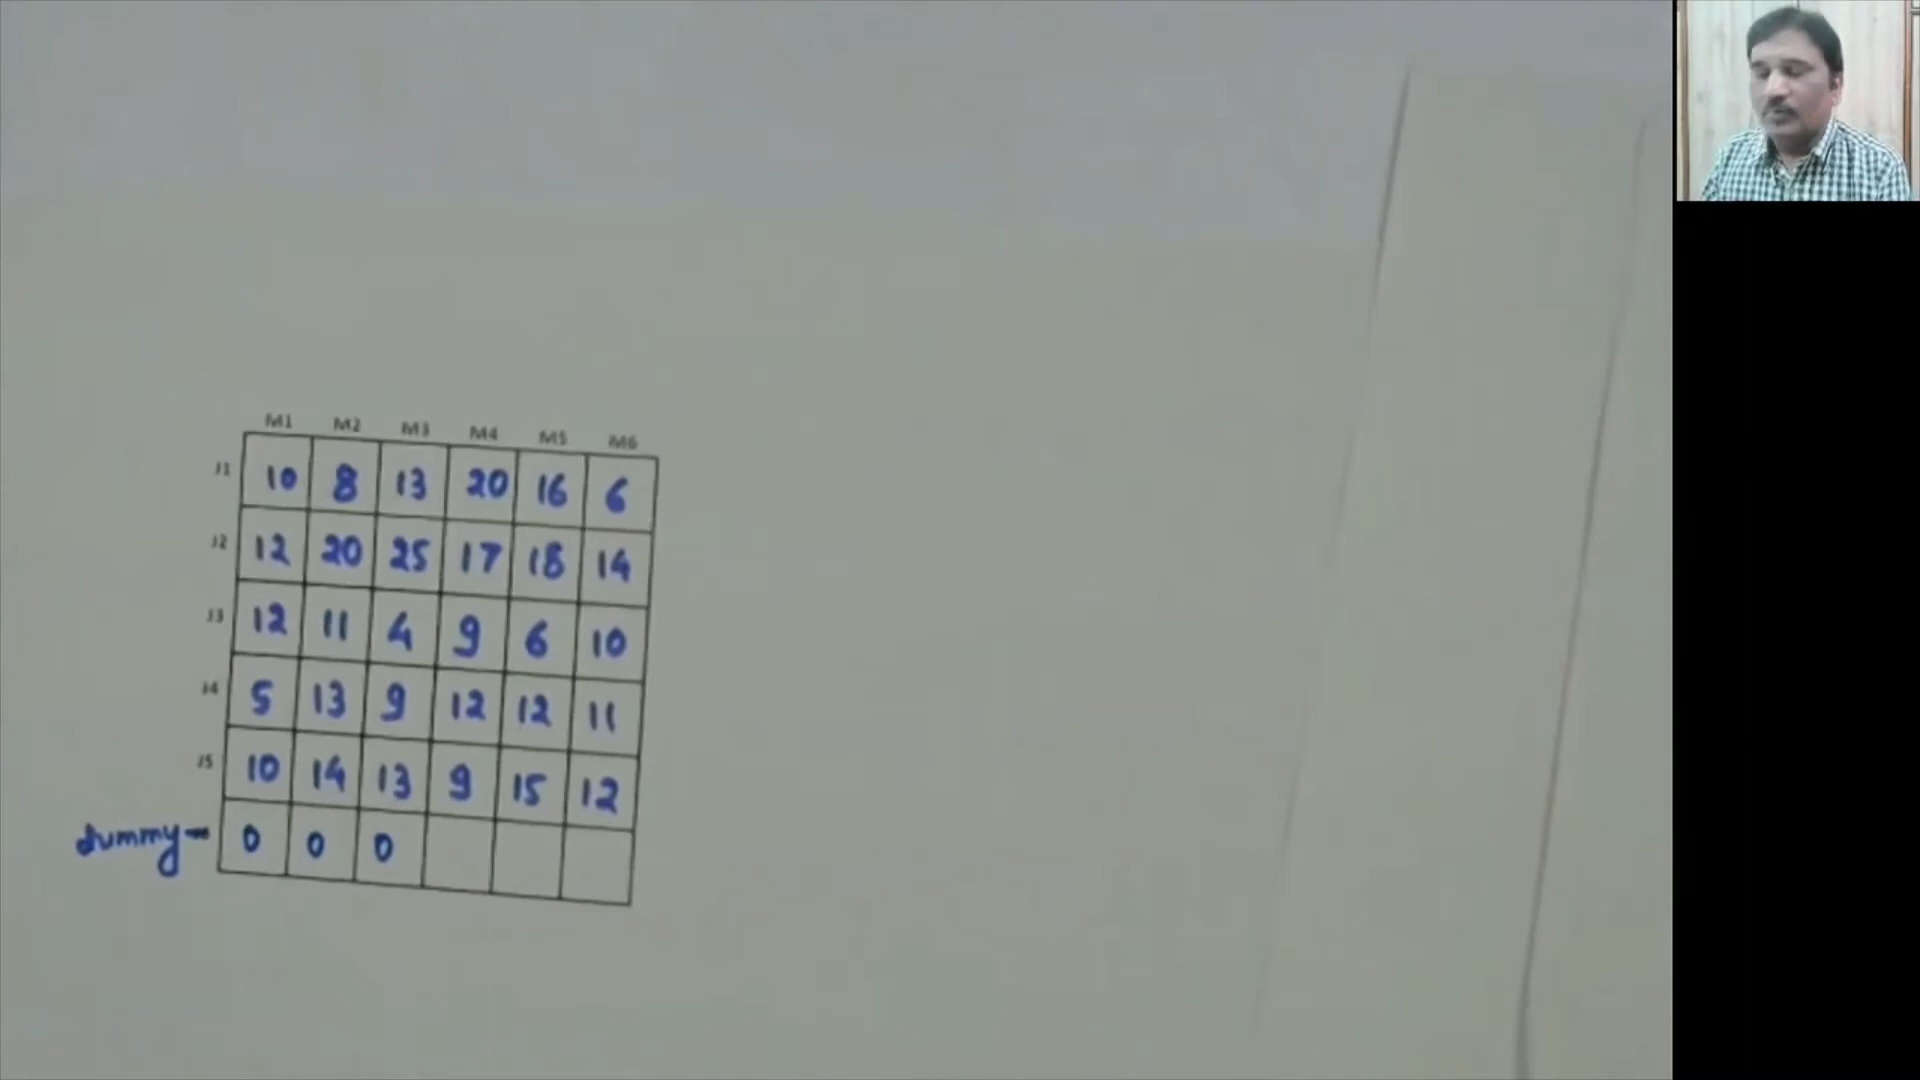 M1 M2 M3 M4 M5 M6
J1 10 8 13 20 16 6
J2 12 20 25 17 18 14
J3 12 11 4 9 6 10
J4 5 13 9 12 12 11
J5 10 14 13 9 15 12
dummy- 0 0 0